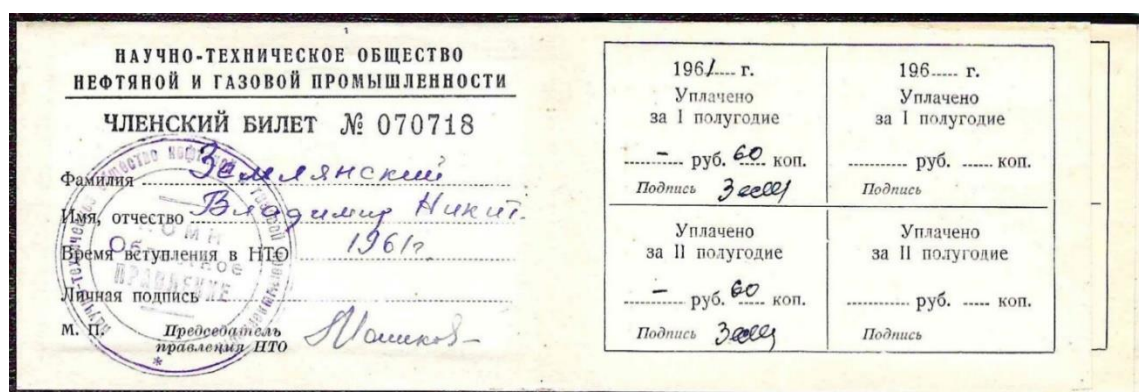 НАУЧНО-ТЕХНИЧЕСКОЕ ОБЩЕСТВО
НЕФТЯНОЙ И ГАЗОВОЙ ПРОМЫШЛЕННОСТИ
ЧЛЕНСКИЙ БИЛЕТ № 070718
Фамилия Землянский
Имя, отчество Владимир Никит.
Время вступления в НТО 1961г
Личная подпись
М. П. Председатель
правления НТО
ПРАВЛЕНИЕ
1961 г.
Уплачено
за I полугодие
- руб. 60 коп.
Подпись
Уплачено
за II полугодие
- руб. 60 коп.
Подпись
196 г.
Уплачено
за I полугодие
руб. коп.
Подпись
Уплачено
за II полугодие
руб. коп.
Подпись